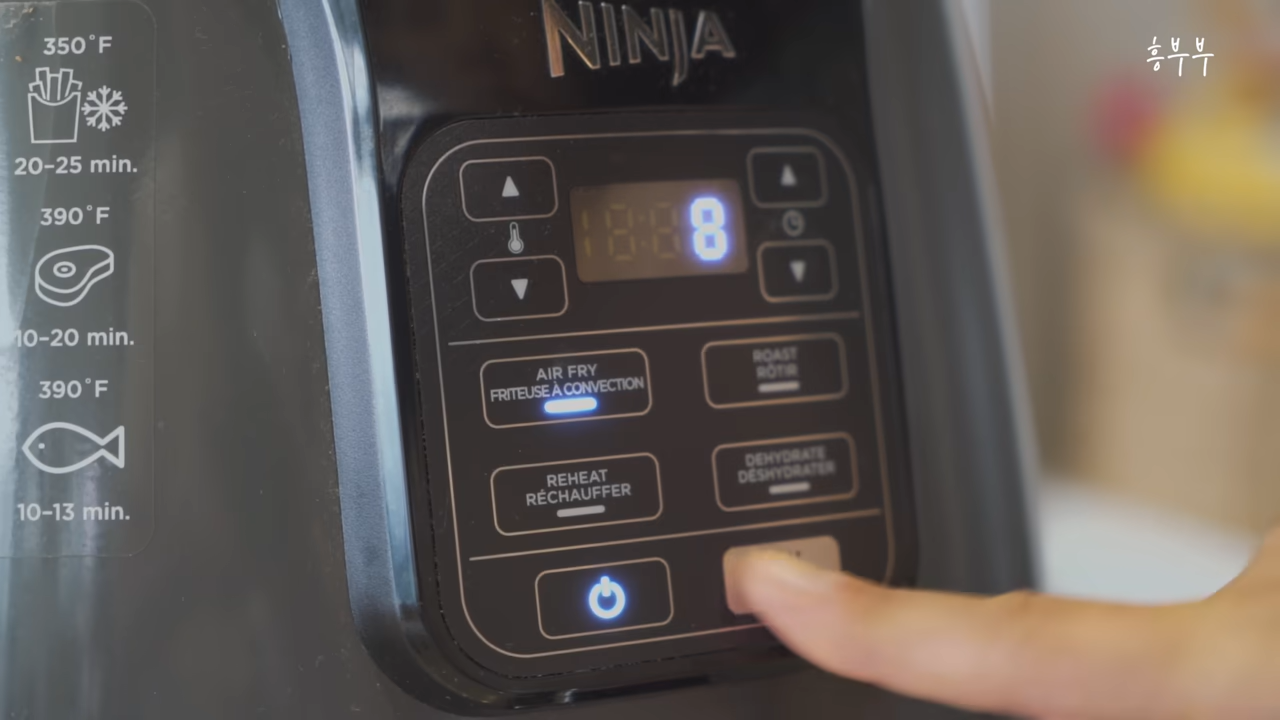 350°F
20-25 min.
390°F
10-20 min.
390°F
10-13 min.
NINJA
흥부부
8
AIR FRY
FRITEUSE À CONVECTION
ROAST
RÔTIR
REHEAT
RÉCHAUFFER
DEHYDRATE
DÉSHYDRATER